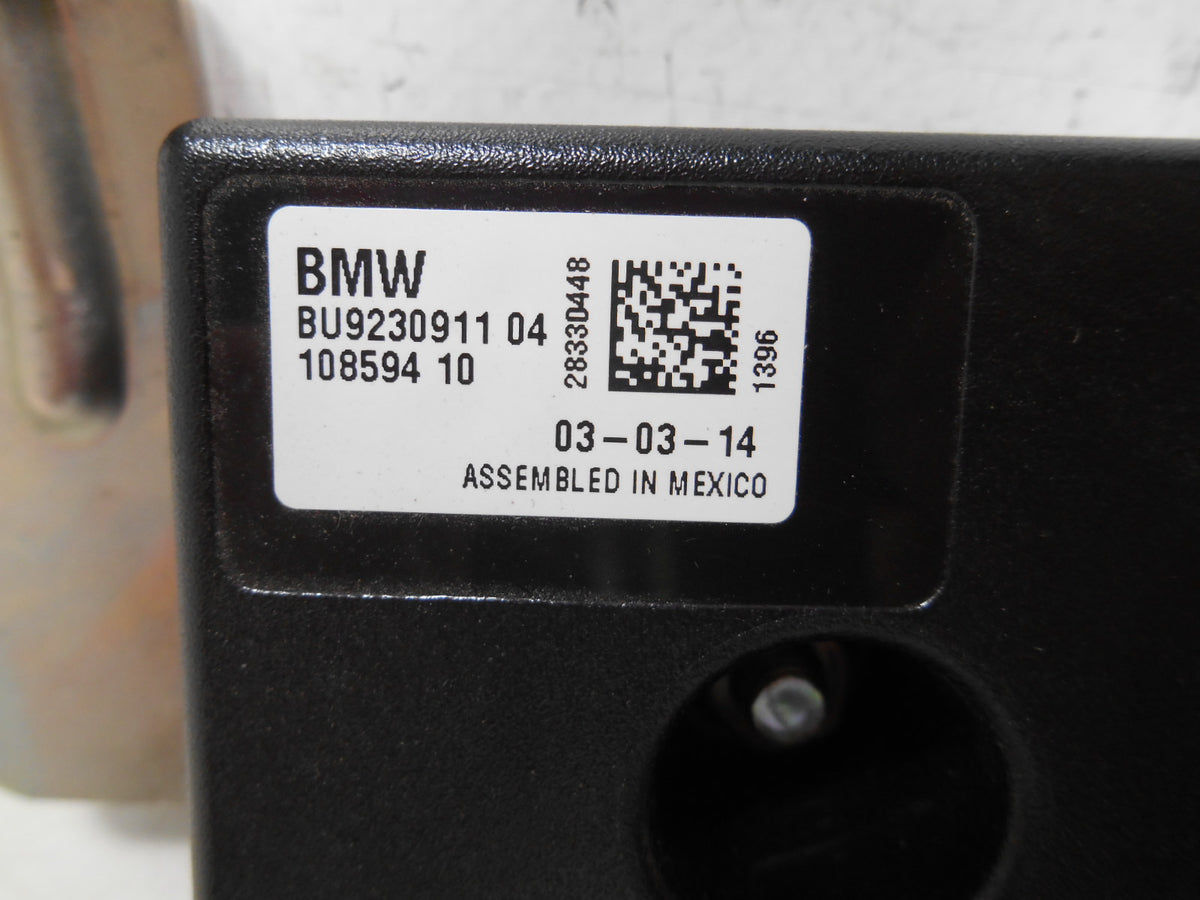 BMW
BU9230911 04
108594 10
28330448
1396
03-03-14
ASSEMBLED IN MEXICO